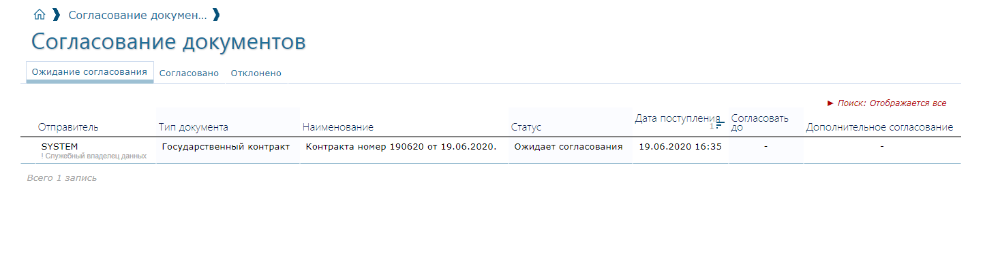 Согласование докумен...
Согласование документов
Ожидание согласования Согласовано Отклонено
► Поиск: Отображается все
Отправитель Тип документа Наименование Статус Дата поступления 1 Согласовать до Дополнительное согласование
SYSTEM Государственный контракт Контракта номер 190620 от 19.06.2020. Ожидает согласования 19.06.2020 16:35 - -
! Служебный владелец данных
Всего 1 запись